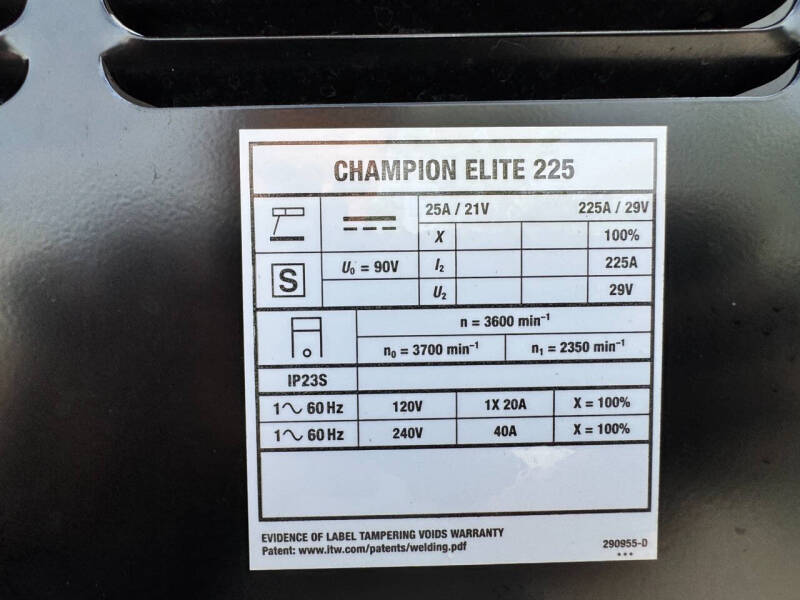 CHAMPION ELITE 225
25A / 21V 225A / 29V
X 100%
S U₀ = 90V I₂ 225A
U₂ 29V
n = 3600 min⁻¹
n₀ = 3700 min⁻¹ n₁ = 2350 min⁻¹
IP23S
1 ∿ 60 Hz 120V 1X 20A X = 100%
1 ∿ 60 Hz 240V 40A X = 100%
EVIDENCE OF LABEL TAMPERING VOIDS WARRANTY
Patent: www.itw.com/patents/welding.pdf 290955-D